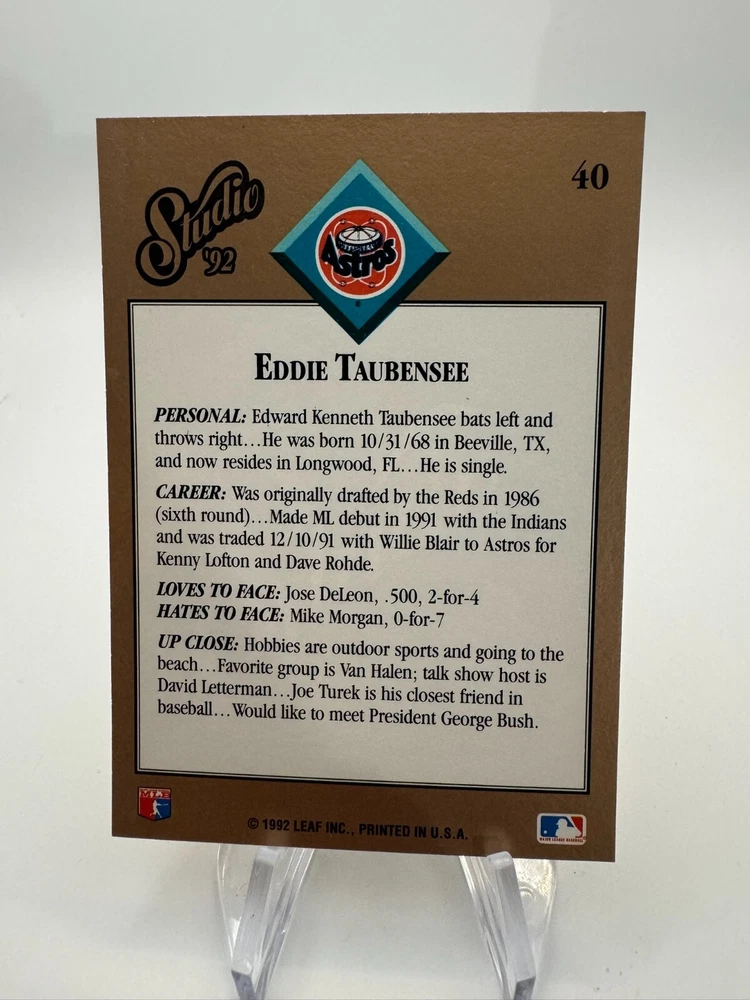 Studio '92
40
Astros
EDDIE TAUBENSEE
PERSONAL: Edward Kenneth Taubensee bats left and
throws right...He was born 10/31/68 in Beeville, TX,
and now resides in Longwood, FL...He is single.
CAREER: Was originally drafted by the Reds in 1986
(sixth round)...Made ML debut in 1991 with the Indians
and was traded 12/10/91 with Willie Blair to Astros for
Kenny Lofton and Dave Rohde.
LOVES TO FACE: Jose DeLeon, .500, 2-for-4
HATES TO FACE: Mike Morgan, 0-for-7
UP CLOSE: Hobbies are outdoor sports and going to the
beach...Favorite group is Van Halen; talk show host is
David Letterman...Joe Turek is his closest friend in
baseball...Would like to meet President George Bush.
© 1992 LEAF INC., PRINTED IN U.S.A.
MAJOR LEAGUE BASEBALL